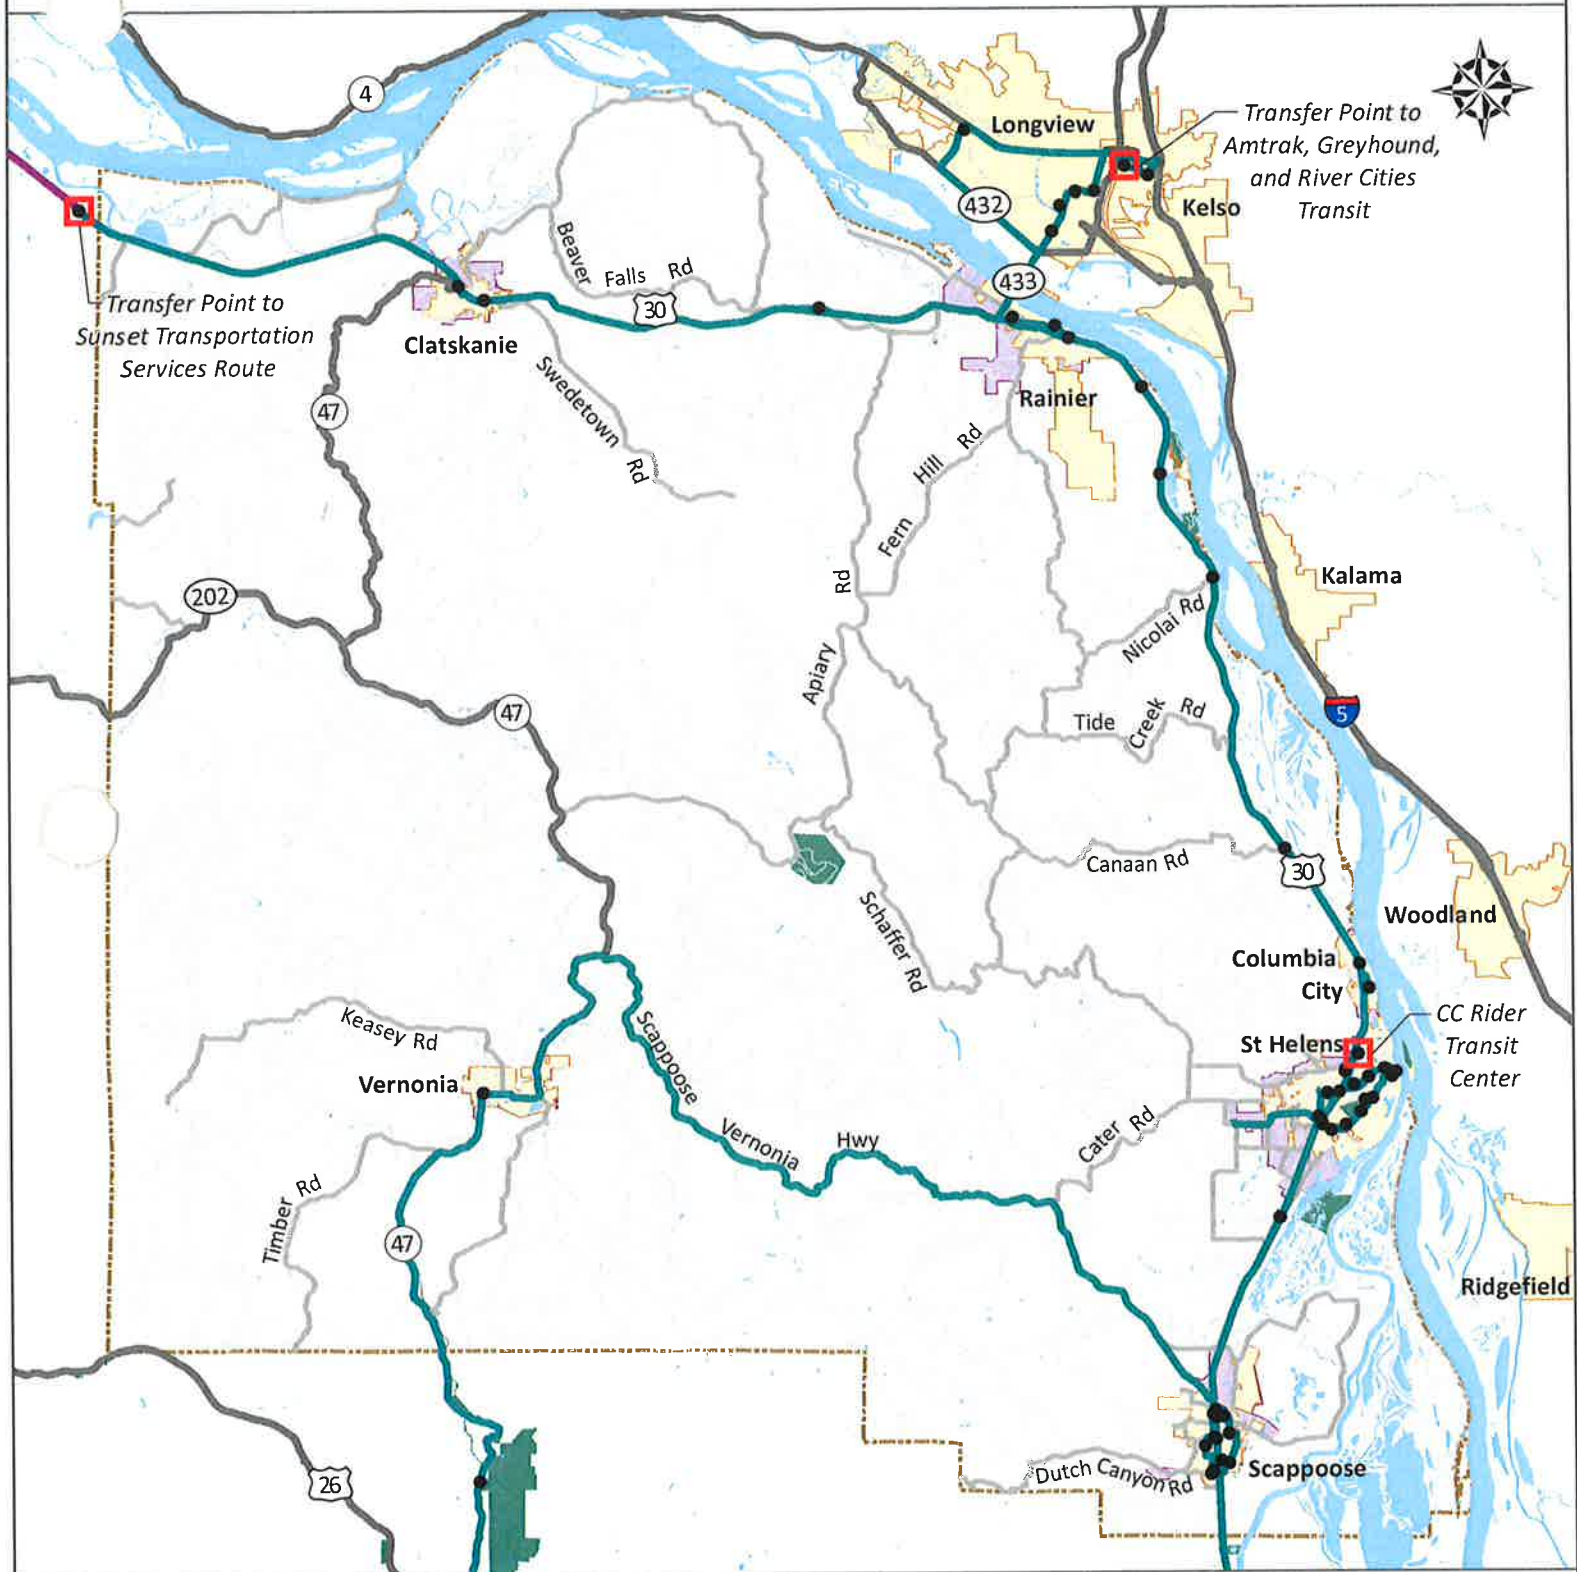 4
Longview
Transfer Point to
Amtrak, Greyhound,
and River Cities
Transit
432
Kelso
433
Beaver
Falls Rd
30
Transfer Point to
Sunset Transportation
Services Route
Clatskanie
Swedetown
Rd
47
Rainier
Fern
Hill
Rd
Kalama
202
Rd
Apiary
Nicolai Rd
47
Tide
Creek
Rd
5
Canaan Rd
30
Woodland
Schaffer Rd
Columbia
City
CC Rider
Transit
Center
St Helens
Keasey Rd
Vernonia
Scappoose
Vernonia
Hwy
Cater
Rd
Timber
Rd
47
Ridgefield
26
Dutch Canyon Rd
Scappoose